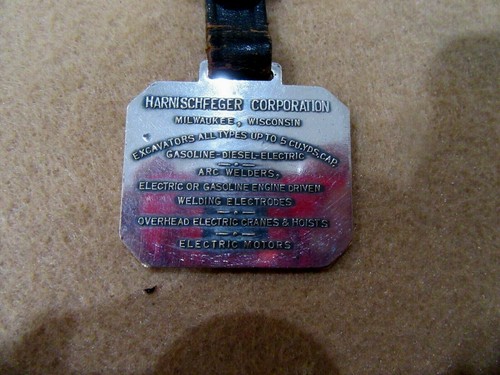 HARNISCHFEGER CORPORATION
MILWAUKEE, WISCONSIN
EXCAVATORS ALL TYPES UP TO 5 CU.YDS.CAP.
GASOLINE-DIESEL-ELECTRIC
ARC WELDERS.
ELECTRIC OR GASOLINE ENGINE DRIVEN
WELDING ELECTRODES
OVERHEAD ELECTRIC CRANES & HOISTS
ELECTRIC MOTORS